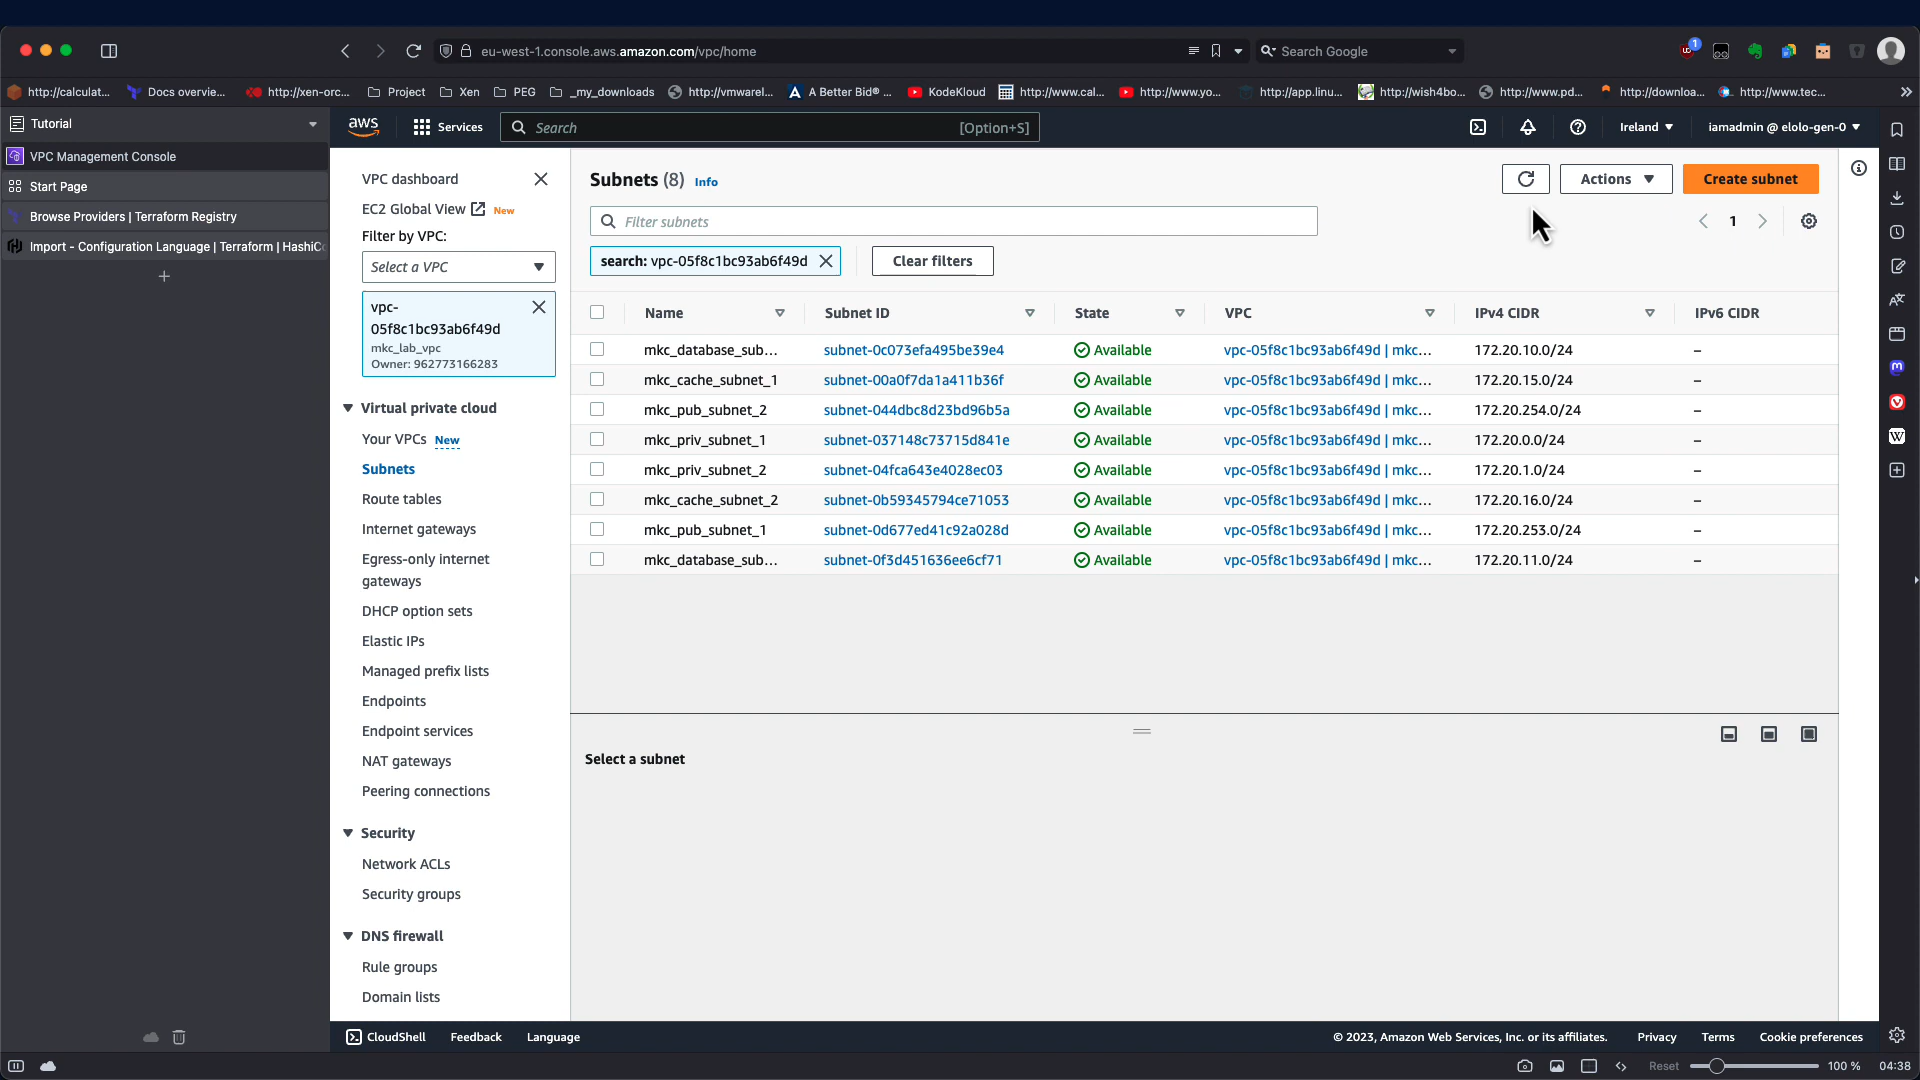 eu-west-1.console.aws.amazon.com/vpc/home
Search Google
1
http://calculat...
Docs overvie...
http://xen-orc...
Project
Xen
PEG
_my_downloads
http://vmwarel...
A Better Bid® ...
KodeKloud
http://www.cal...
http://www.yo...
http://app.linu...
http://wish4bo...
http://www.pd...
http://downloa...
http://www.tec...
Tutorial
VPC Management Console
Start Page
Browse Providers | Terraform Registry
Import - Configuration Language | Terraform | HashiCo
aws
Services
Search
[Option+S]
Ireland
iamadmin @ elolo-gen-0
VPC dashboard
EC2 Global View
New
Filter by VPC:
Select a VPC
vpc-
05f8c1bc93ab6f49d
mkc_lab_vpc
Owner: 962773166283
Virtual private cloud
Your VPCs New
Subnets
Route tables
Internet gateways
Egress-only internet
gateways
DHCP option sets
Elastic IPs
Managed prefix lists
Endpoints
Endpoint services
NAT gateways
Peering connections
Security
Network ACLs
Security groups
DNS firewall
Rule groups
Domain lists
Subnets (8) Info
Actions
Create subnet
Filter subnets
1
search: vpc-05f8c1bc93ab6f49d
Clear filters
Name Subnet ID State VPC IPv4 CIDR IPv6 CIDR
mkc_database_sub... subnet-0c073efa495be39e4 Available vpc-05f8c1bc93ab6f49d | mkc... 172.20.10.0/24 –
mkc_cache_subnet_1 subnet-00a0f7da1a411b36f Available vpc-05f8c1bc93ab6f49d | mkc... 172.20.15.0/24 –
mkc_pub_subnet_2 subnet-044dbc8d23bd96b5a Available vpc-05f8c1bc93ab6f49d | mkc... 172.20.254.0/24 –
mkc_priv_subnet_1 subnet-037148c73715d841e Available vpc-05f8c1bc93ab6f49d | mkc... 172.20.0.0/24 –
mkc_priv_subnet_2 subnet-04fca643e4028ec03 Available vpc-05f8c1bc93ab6f49d | mkc... 172.20.1.0/24 –
mkc_cache_subnet_2 subnet-0b59345794ce71053 Available vpc-05f8c1bc93ab6f49d | mkc... 172.20.16.0/24 –
mkc_pub_subnet_1 subnet-0d677ed41c92a028d Available vpc-05f8c1bc93ab6f49d | mkc... 172.20.253.0/24 –
mkc_database_sub... subnet-0f3d451636ee6cf71 Available vpc-05f8c1bc93ab6f49d | mkc... 172.20.11.0/24 –
Select a subnet
CloudShell
Feedback
Language
© 2023, Amazon Web Services, Inc. or its affiliates.
Privacy
Terms
Cookie preferences
Reset
100 %
04:38